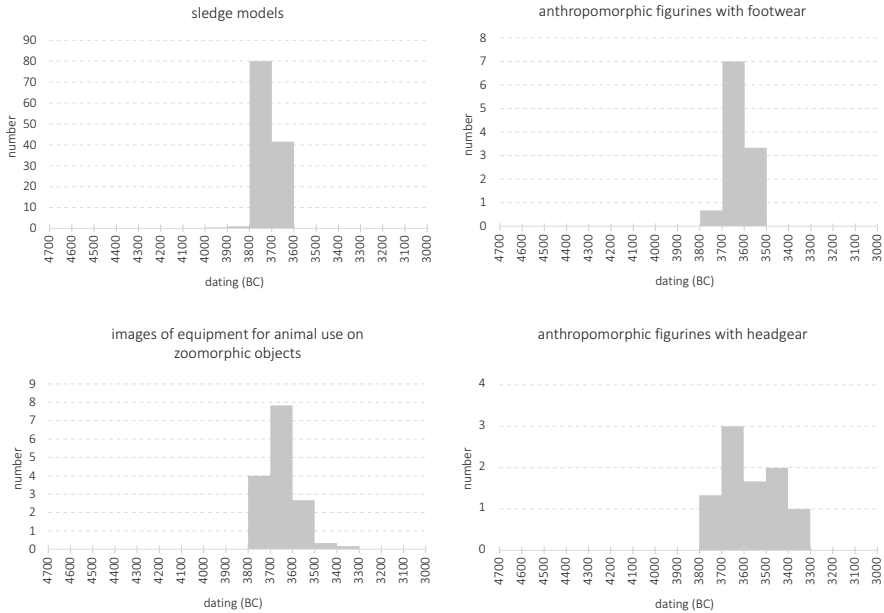 sledge models
90
80
70
60
50
40
30
20
10
0
number
4700 4600 4500 4400 4300 4200 4100 4000 3900 3800 3700 3600 3500 3400 3300 3200 3100 3000
dating (BC)
anthropomorphic figurines with footwear
8
7
6
5
4
3
2
1
0
number
4700 4600 4500 4400 4300 4200 4100 4000 3900 3800 3700 3600 3500 3400 3300 3200 3100 3000
dating (BC)
images of equipment for animal use on
zoomorphic objects
9
8
7
6
5
4
3
2
1
0
number
4700 4600 4500 4400 4300 4200 4100 4000 3900 3800 3700 3600 3500 3400 3300 3200 3100 3000
dating (BC)
anthropomorphic figurines with headgear
4
3
2
1
0
number
4700 4600 4500 4400 4300 4200 4100 4000 3900 3800 3700 3600 3500 3400 3300 3200 3100 3000
dating (BC)